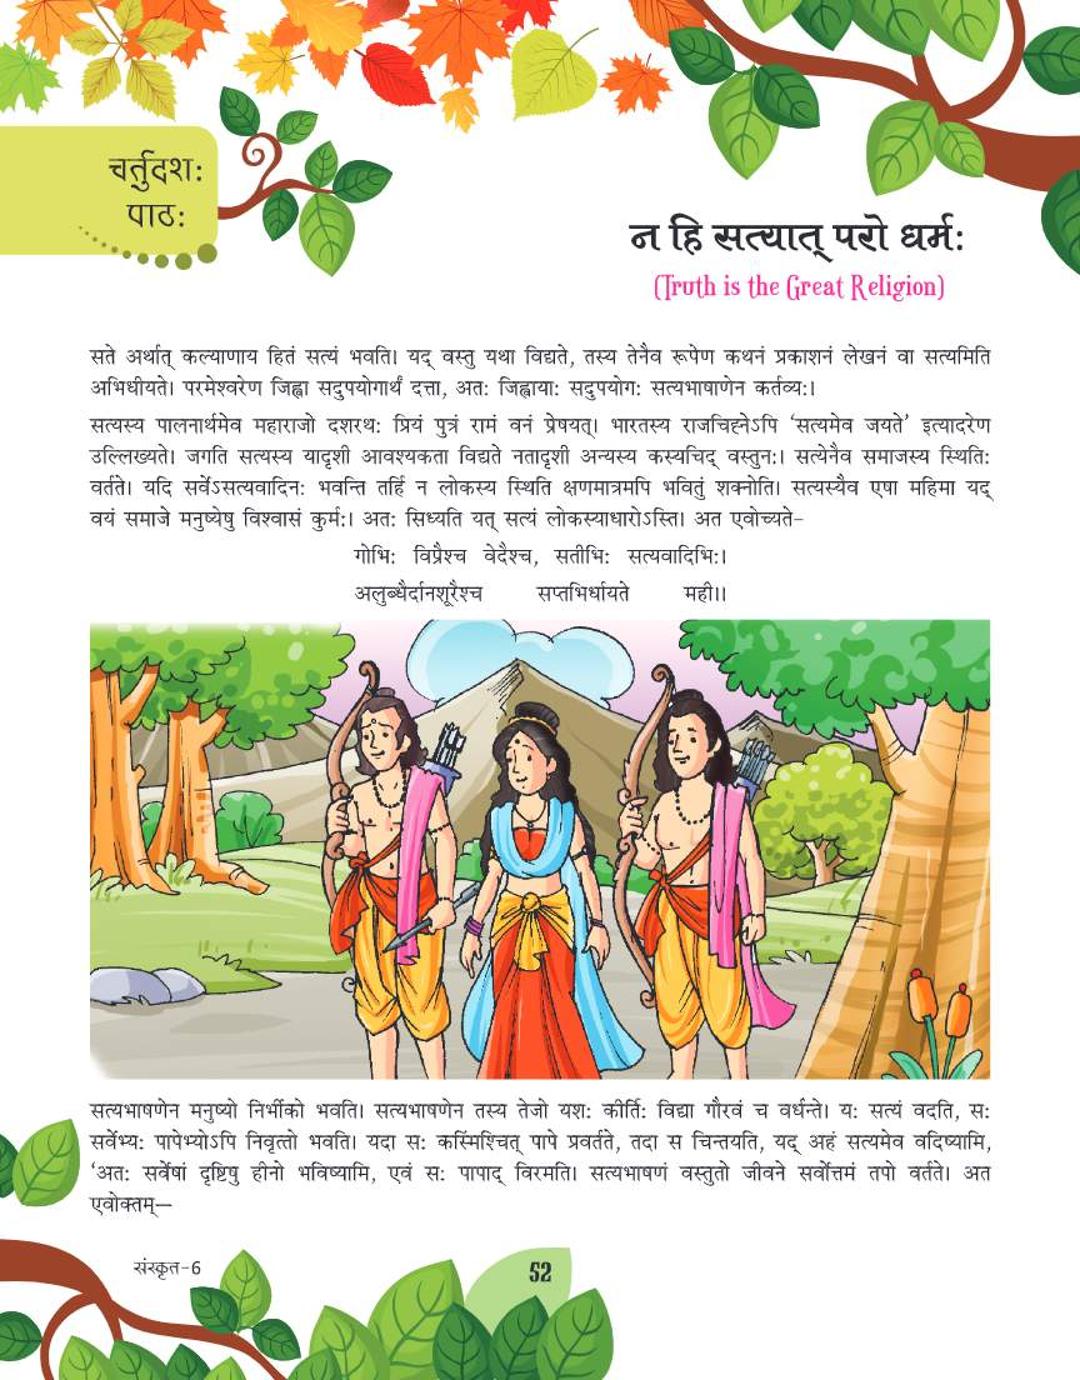 चर्तुदश:
पाठ:
न हि सत्यात् परो धर्म:
(Truth is the Great Religion)
सते अर्थात् कल्याणाय हितं सत्यं भवति। यद् वस्तु यथा विद्यते, तस्य तेनैव रूपेण कथनं प्रकाशनं लेखनं वा सत्यमिति
अभिधीयते। परमेश्वरेण जिह्वा सदुपयोगार्थं दत्ता, अत: जिह्वाया: सदुपयोग: सत्यभाषाणेन कर्तव्य:।
सत्यस्य पालनार्थमेव महाराजो दशरथ: प्रियं पुत्रं रामं वनं प्रेषयत्। भारतस्य राजचिह्नेऽपि ‘सत्यमेव जयते’ इत्यादरेण
उल्लिख्यते। जगति सत्यस्य यादृशी आवश्यकता विद्यते नतादृशी अन्यस्य कस्यचिद् वस्तुन:। सत्येनैव समाजस्य स्थिति:
वर्तते। यदि सर्वेऽसत्यवादिन: भवन्ति तर्हि न लोकस्य स्थिति क्षणमात्रमपि भवितुं शक्नोति। सत्यस्यैव एषा महिमा यद्
वयं समाजे मनुष्येषु विश्वासं कुर्म:। अत: सिध्यति यत् सत्यं लोकस्याधारोऽस्ति। अत एवोच्यते-
गोभि: विप्रैश्च वेदैश्च, सतीभि: सत्यवादिभि:।
अलुब्धैर्दानशूरैश्च सप्तभिर्धायते मही।।
सत्यभाषणेन मनुष्यो निर्भीको भवति। सत्यभाषणेन तस्य तेजो यश: कीर्ति: विद्या गौरवं च वर्धन्ते। य: सत्यं वदति, स:
सर्वेभ्य: पापेभ्योऽपि निवृत्तो भवति। यदा स: कस्मिंश्चित् पापे प्रवर्तते, तदा स चिन्तयति, यद् अहं सत्यमेव वदिष्यामि,
‘अत: सर्वेषां दृष्टिषु हीनो भविष्यामि, एवं स: पापाद् विरमति। सत्यभाषणं वस्तुतो जीवने सर्वोत्तमं तपो वर्तते। अत
एवोक्तम्—
संस्कृत-6
52